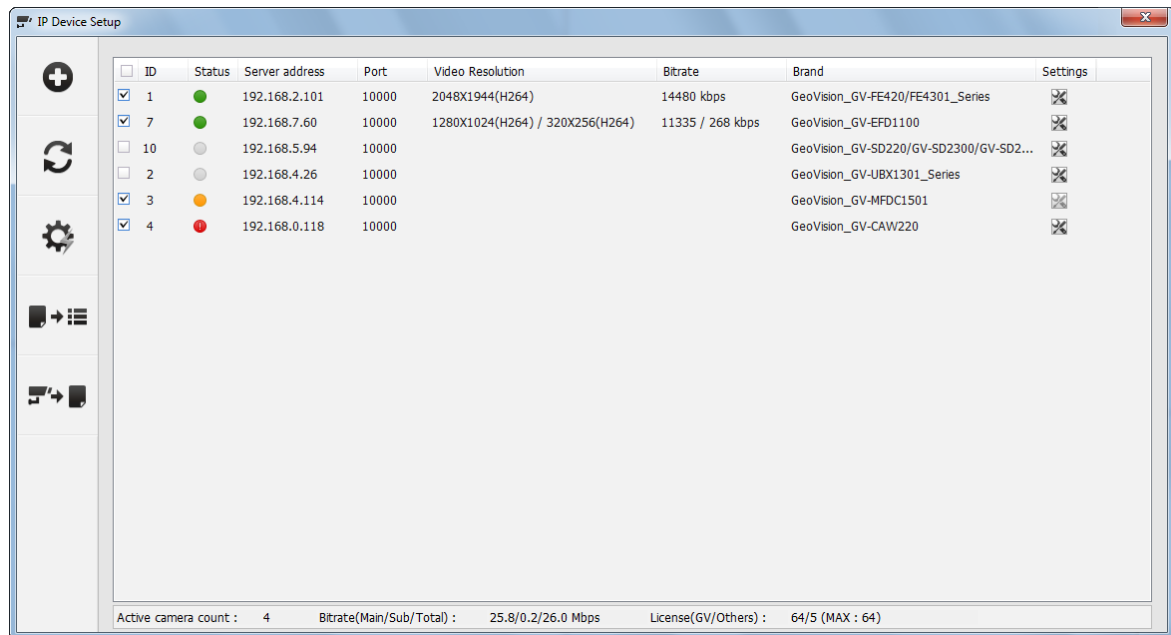 IP Device Setup
ID Status Server address Port Video Resolution Bitrate Brand Settings
1 192.168.2.101 10000 2048X1944(H264) 14480 kbps GeoVision_GV-FE420/FE4301_Series
7 192.168.7.60 10000 1280X1024(H264) / 320X256(H264) 11335 / 268 kbps GeoVision_GV-EFD1100
10 192.168.5.94 10000 GeoVision_GV-SD220/GV-SD2300/GV-SD2...
2 192.168.4.26 10000 GeoVision_GV-UBX1301_Series
3 192.168.4.114 10000 GeoVision_GV-MFDC1501
4 192.168.0.118 10000 GeoVision_GV-CAW220
Active camera count : 4 Bitrate(Main/Sub/Total) : 25.8/0.2/26.0 Mbps License(GV/Others) : 64/5 (MAX : 64)